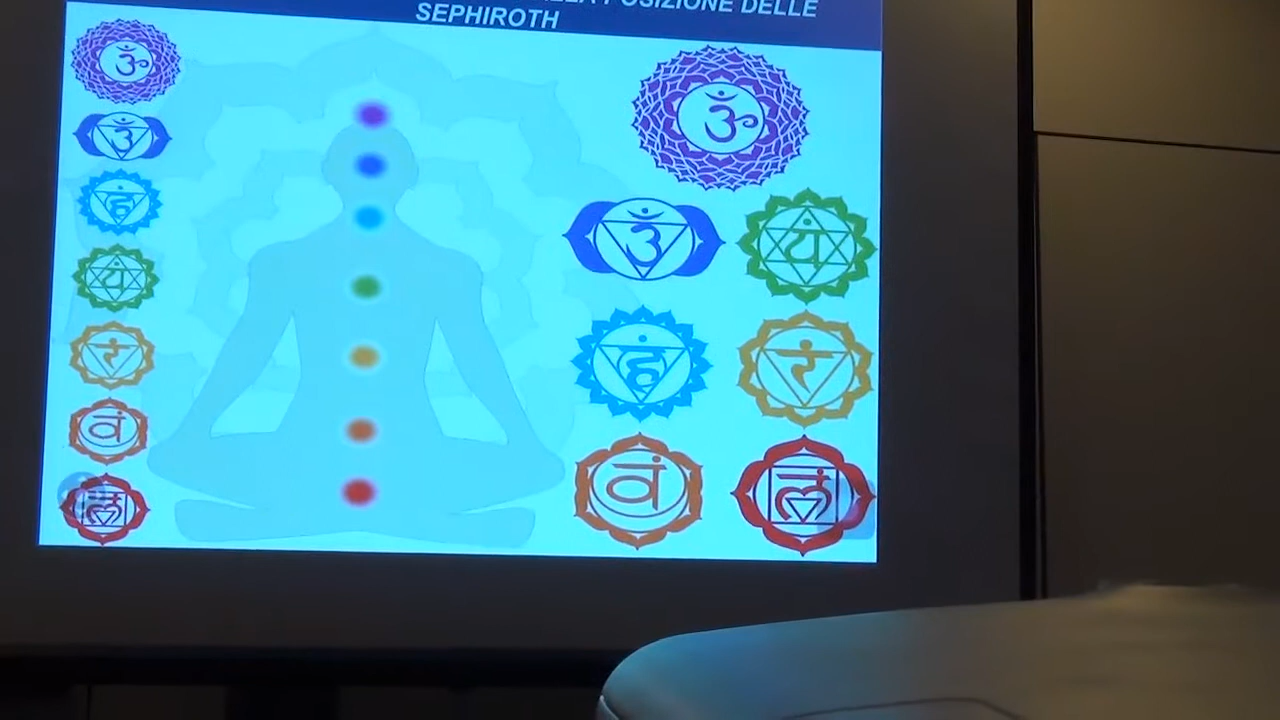 POSIZIONE DELLE
SEPHIROTH
ॐ
ॐ
ह
यं
र
वं
लं
ॐ
यं
ह
र
वं
लं